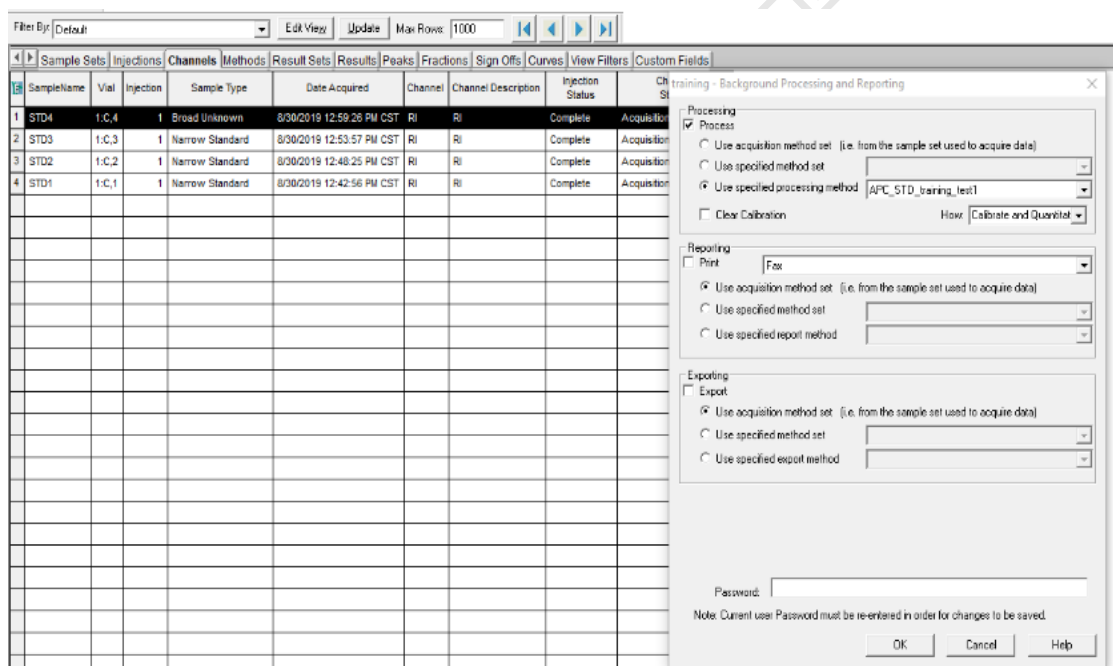 Filter By: Default Edit View Update Max Rows: 1000
Sample Sets Injections Channels Methods Result Sets Results Peaks Fractions Sign Offs Curves View Filters Custom Fields
SampleName Vial Injection Sample Type Date Acquired Channel Channel Description Injection Status Ch St
1 STD4 1:C,4 1 Broad Unknown 8/30/2019 12:59:26 PM CST RI RI Complete Acquisition
2 STD3 1:C,3 1 Narrow Standard 8/30/2019 12:53:57 PM CST RI RI Complete Acquisition
3 STD2 1:C,2 1 Narrow Standard 8/30/2019 12:48:25 PM CST RI RI Complete Acquisition
4 STD1 1:C,1 1 Narrow Standard 8/30/2019 12:42:56 PM CST RI RI Complete Acquisition
training - Background Processing and Reporting
Processing
Process
Use acquisition method set (i.e. from the sample set used to acquire data)
Use specified method set
Use specified processing method APC_STD_training_test1
Clear Calibration How: Calibrate and Quantitat
Reporting
Print Fax
Use acquisition method set (i.e. from the sample set used to acquire data)
Use specified method set
Use specified report method
Exporting
Export
Use acquisition method set (i.e. from the sample set used to acquire data)
Use specified method set
Use specified export method
Password:
Note: Current user Password must be re-entered in order for changes to be saved.
OK Cancel Help